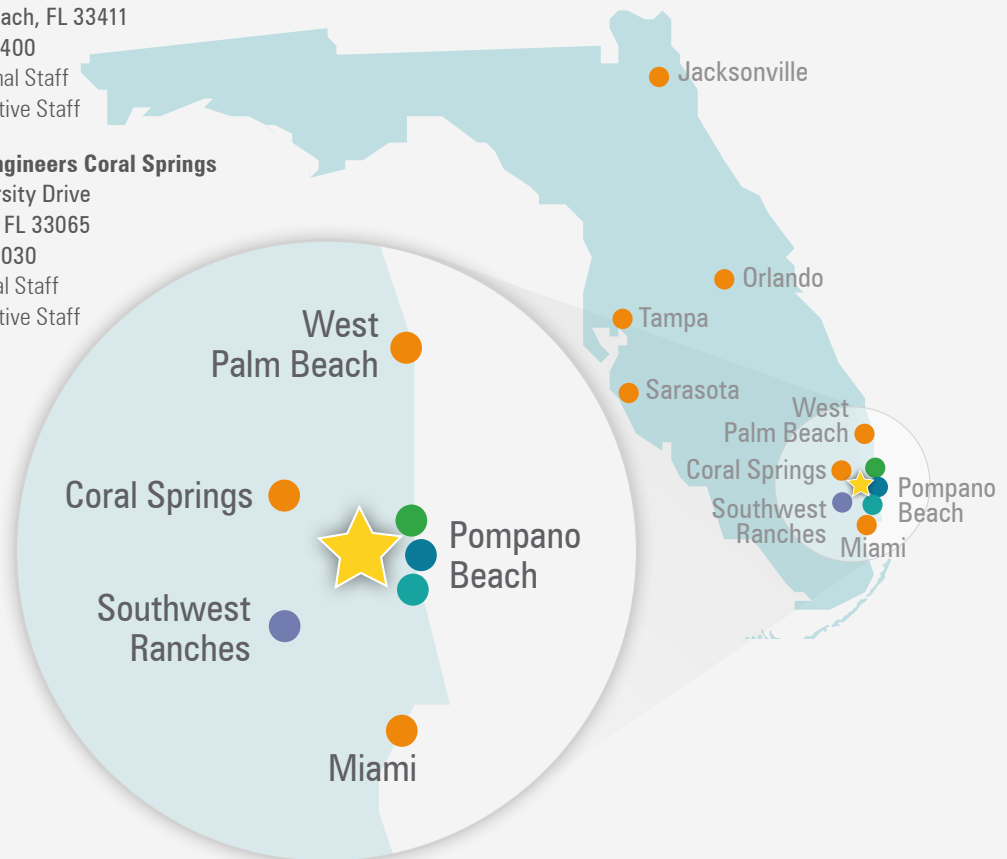 ach, FL 33411
400
nal Staff
tive Staff
ngineers Coral Springs
rsity Drive
FL 33065
030
al Staff
tive Staff
Jacksonville
Orlando
Tampa
Sarasota
West
Palm Beach
Coral Springs
Southwest
Ranches
Pompano
Beach
Miami
West
Palm Beach
Coral Springs
Pompano
Beach
Southwest
Ranches
Miami